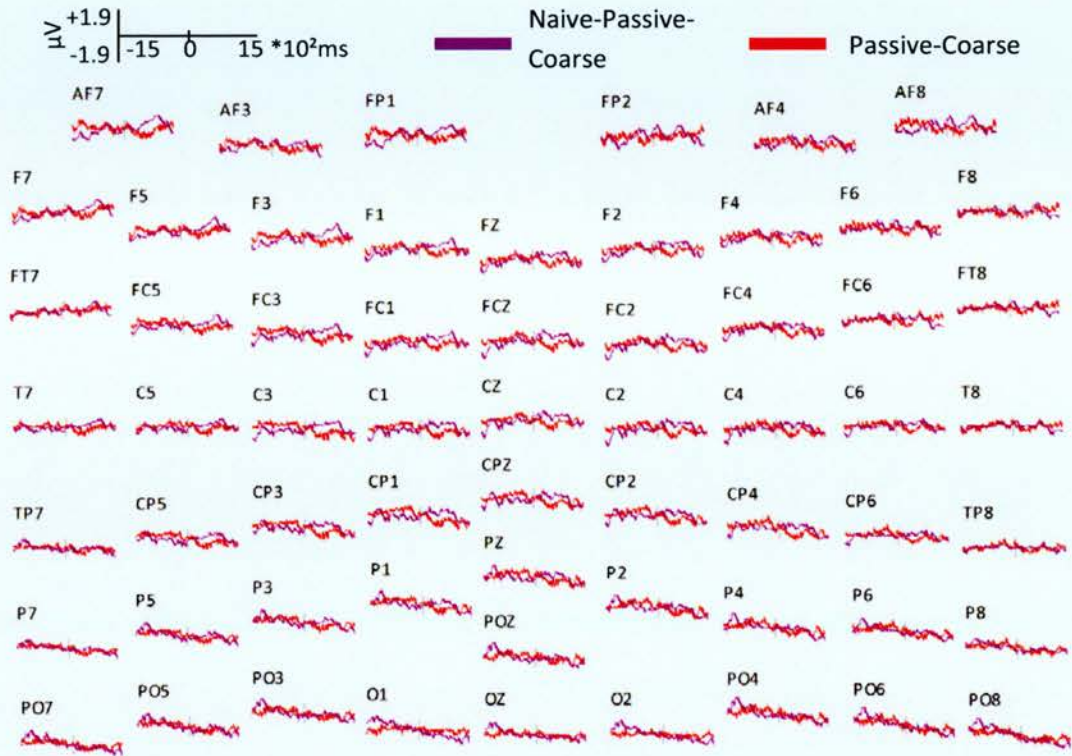 +1.9
µV
-1.9
-15 0 15 *10²ms
Naive-Passive-
Coarse
Passive-Coarse
AF7 AF3 FP1 FP2 AF4 AF8
F7 F5 F3 F1 FZ F2 F4 F6 F8
FT7 FC5 FC3 FC1 FCZ FC2 FC4 FC6 FT8
T7 C5 C3 C1 CZ C2 C4 C6 T8
TP7 CP5 CP3 CP1 CPZ CP2 CP4 CP6 TP8
PZ
P7 P5 P3 P1 P2 P4 P6 P8
POZ
PO7 PO5 PO3 O1 OZ O2 PO4 PO6 PO8